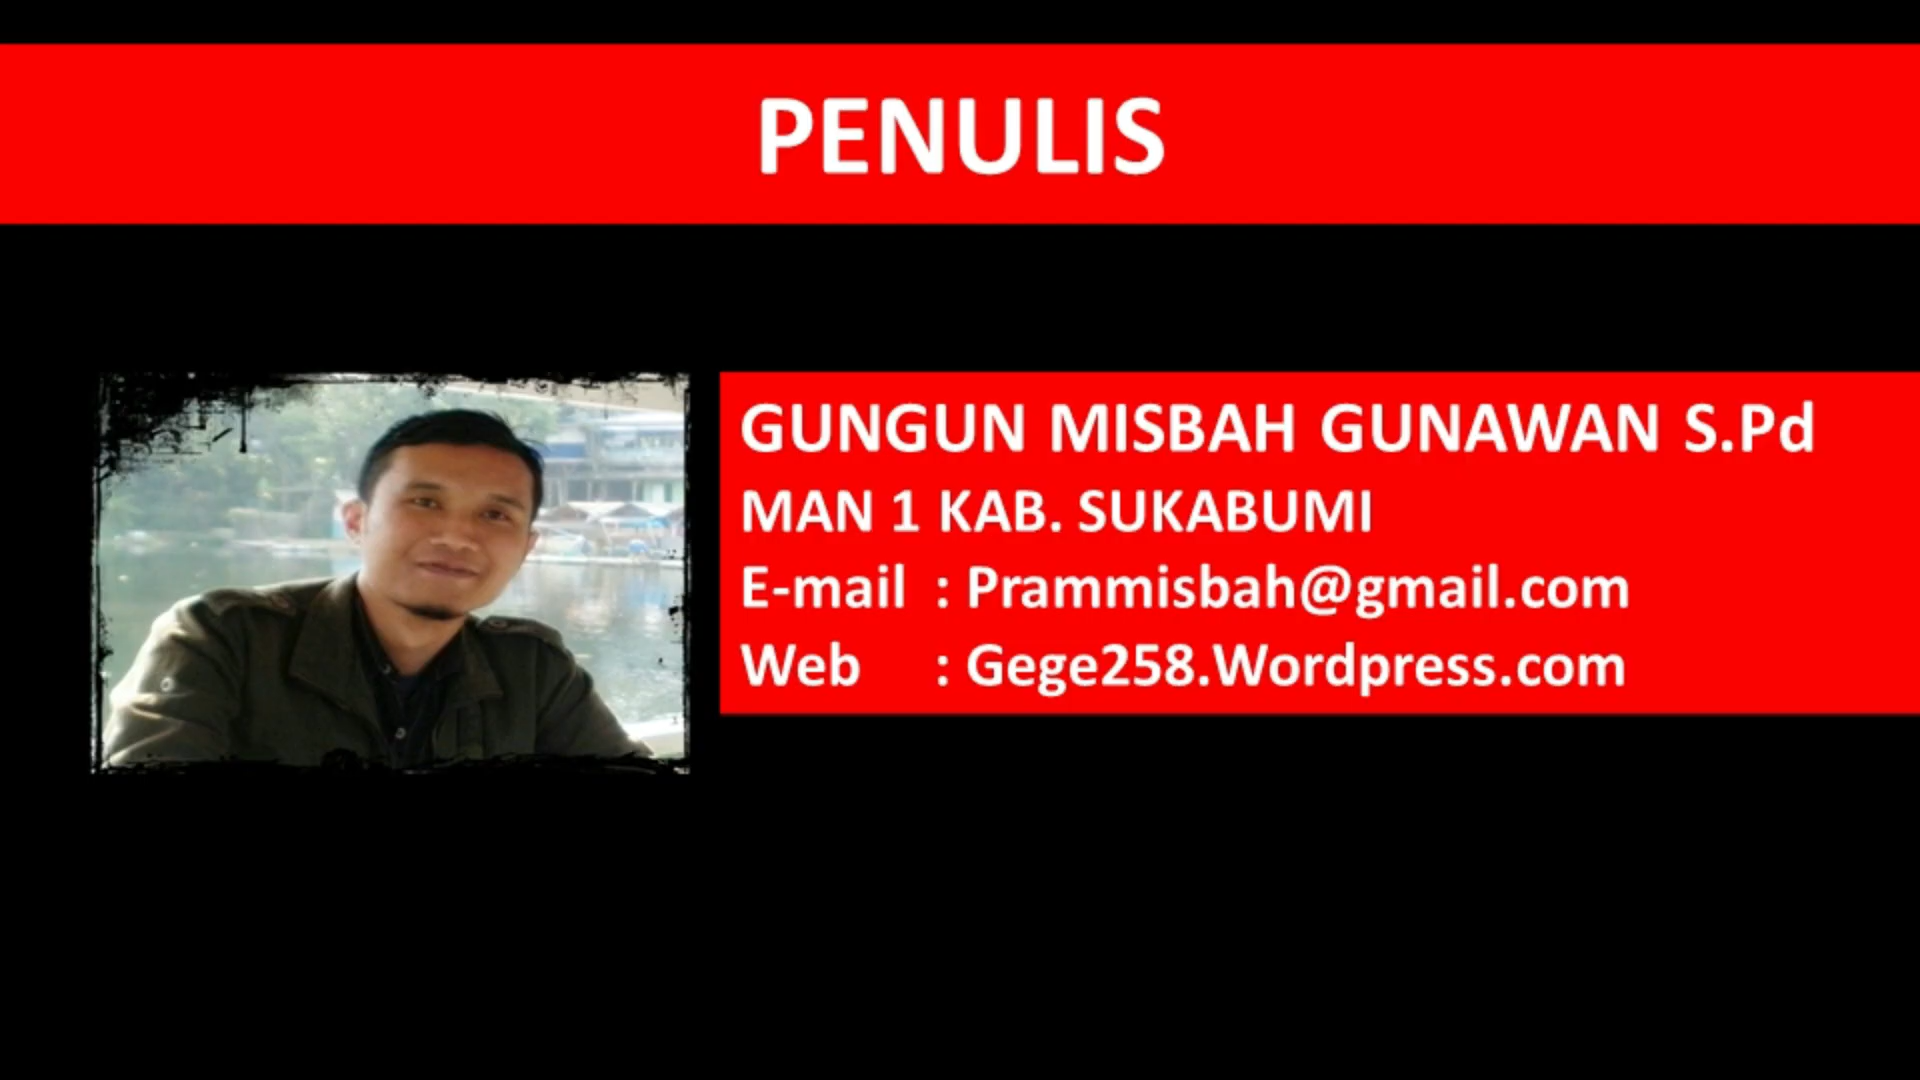 PENULIS
GUNGUN MISBAH GUNAWAN S.Pd
MAN 1 KAB. SUKABUMI
E-mail : Prammisbah@gmail.com
Web : Gege258.Wordpress.com